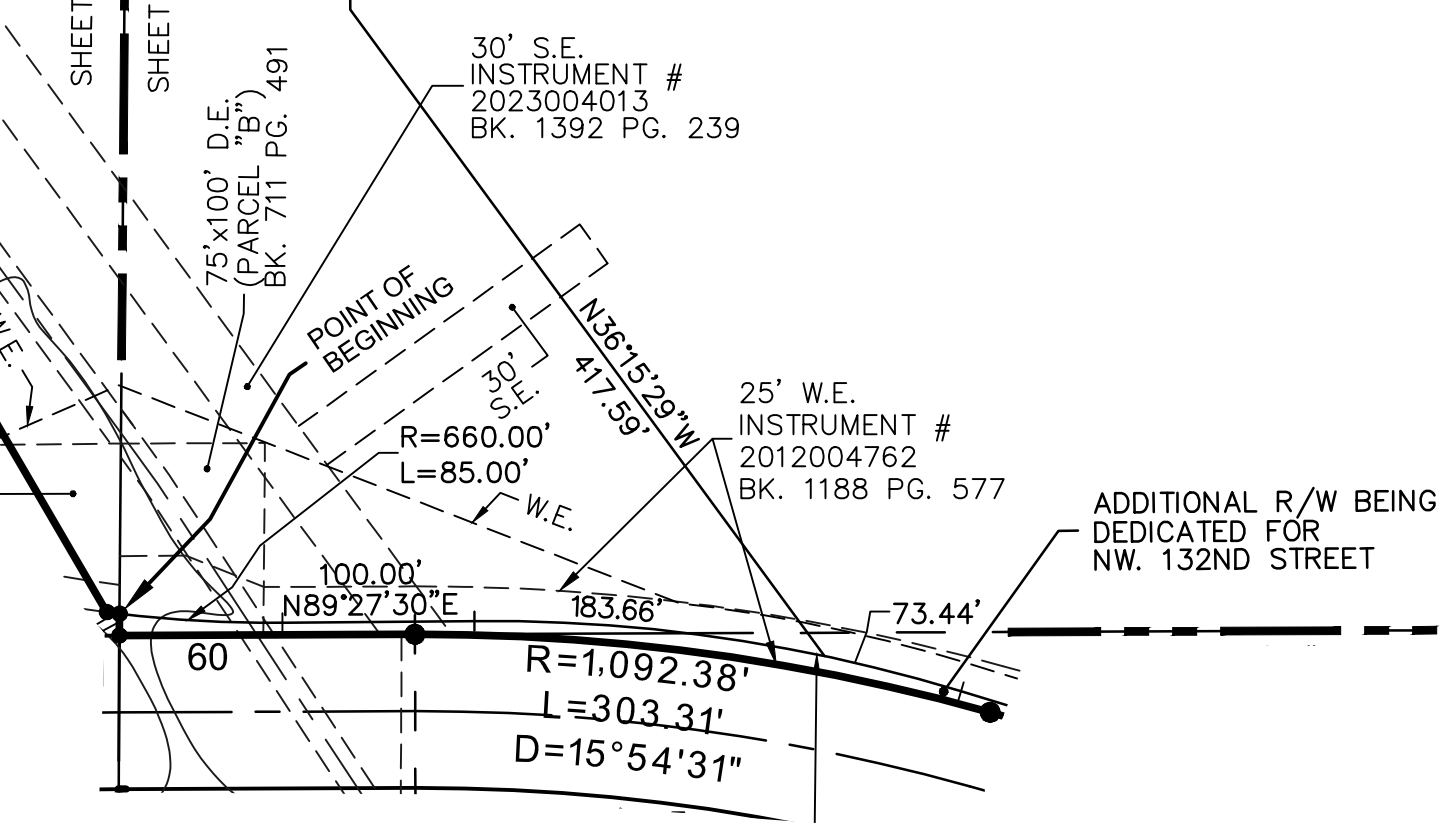 SHEET
SHEET
30' S.E.
INSTRUMENT #
2023004013
BK. 1392 PG. 239
75'x100' D.E.
(PARCEL "B")
BK. 711 PG. 491
POINT OF
BEGINNING
W.E.
30'
S.E.
N36°15'29"W
417.59'
R=660.00'
L=85.00'
25' W.E.
INSTRUMENT #
2012004762
BK. 1188 PG. 577
W.E.
ADDITIONAL R/W BEING
DEDICATED FOR
NW. 132ND STREET
100.00'
N89°27'30"E
183.66'
73.44'
60
R=1,092.38'
L=303.31'
D=15°54'31"